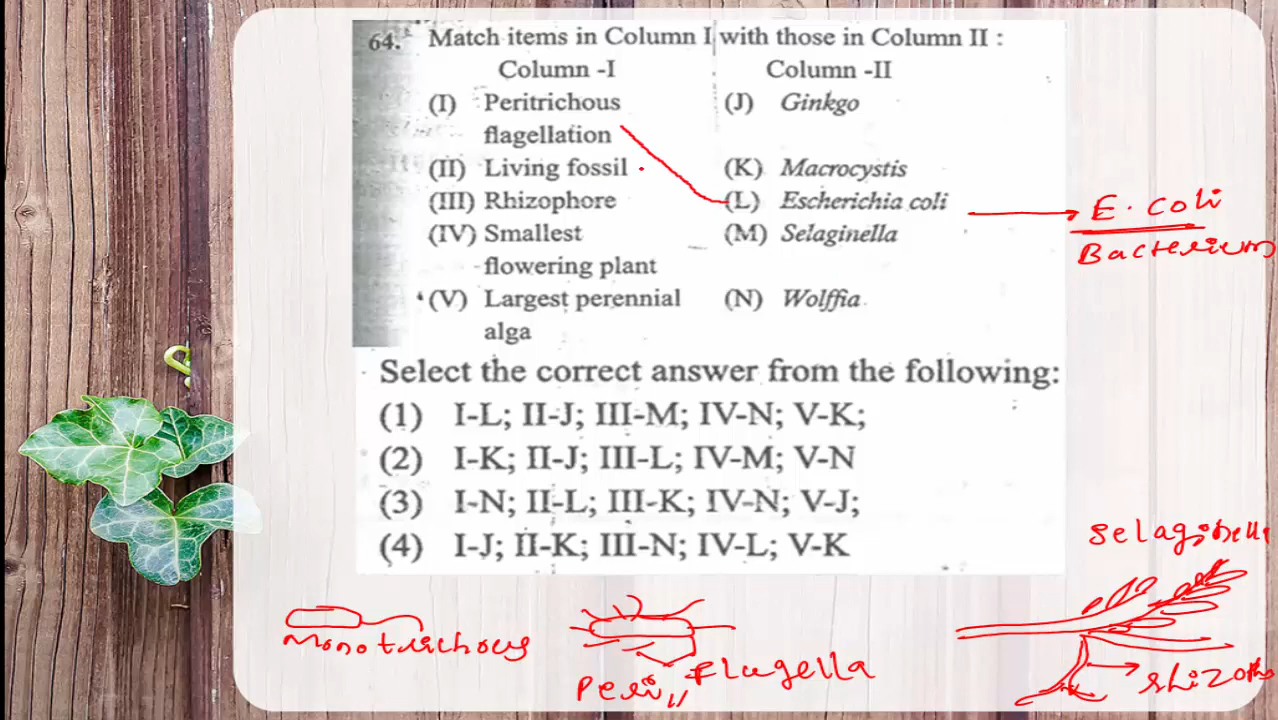 64. Match items in Column I with those in Column II :
Column -I Column -II
(I) Peritrichous (J) Ginkgo
flagellation
(II) Living fossil (K) Macrocystis
(III) Rhizophore (L) Escherichia coli
(IV) Smallest (M) Selaginella
flowering plant
(V) Largest perennial (N) Wolffia
alga
Select the correct answer from the following:
(1) I-L; II-J; III-M; IV-N; V-K;
(2) I-K; II-J; III-L; IV-M; V-N
(3) I-N; II-L; III-K; IV-N; V-J;
(4) I-J; II-K; III-N; IV-L; V-K
E. coli
Bacterium
Selaginella
Monotrichous
Peri " flagella